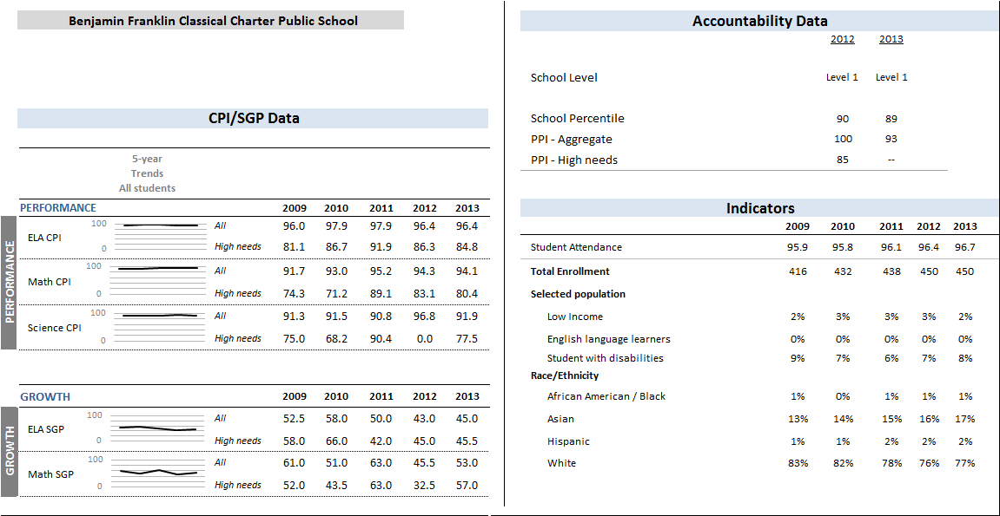 Benjamin Franklin Classical Charter Public School
CPI/SGP Data
5-year
Trends
All students
PERFORMANCE 2009 2010 2011 2012 2013
PERFORMANCE
ELA CPI
100
0
All 96.0 97.9 97.9 96.4 96.4
High needs 81.1 86.7 91.9 86.3 84.8
Math CPI
100
0
All 91.7 93.0 95.2 94.3 94.1
High needs 74.3 71.2 89.1 83.1 80.4
Science CPI
100
0
All 91.3 91.5 90.8 96.8 91.9
High needs 75.0 68.2 90.4 0.0 77.5
GROWTH 2009 2010 2011 2012 2013
GROWTH
ELA SGP
100
0
All 52.5 58.0 50.0 43.0 45.0
High needs 58.0 66.0 42.0 45.0 45.5
Math SGP
100
0
All 61.0 51.0 63.0 45.5 53.0
High needs 52.0 43.5 63.0 32.5 57.0
Accountability Data
2012 2013
School Level Level 1 Level 1
School Percentile 90 89
PPI - Aggregate 100 93
PPI - High needs 85 --
Indicators
2009 2010 2011 2012 2013
Student Attendance 95.9 95.8 96.1 96.4 96.7
Total Enrollment 416 432 438 450 450
Selected population
Low Income 2% 3% 3% 3% 2%
English language learners 0% 0% 0% 0% 0%
Student with disabilities 9% 7% 6% 7% 8%
Race/Ethnicity
African American / Black 1% 0% 1% 1% 1%
Asian 13% 14% 15% 16% 17%
Hispanic 1% 1% 2% 2% 2%
White 83% 82% 78% 76% 77%